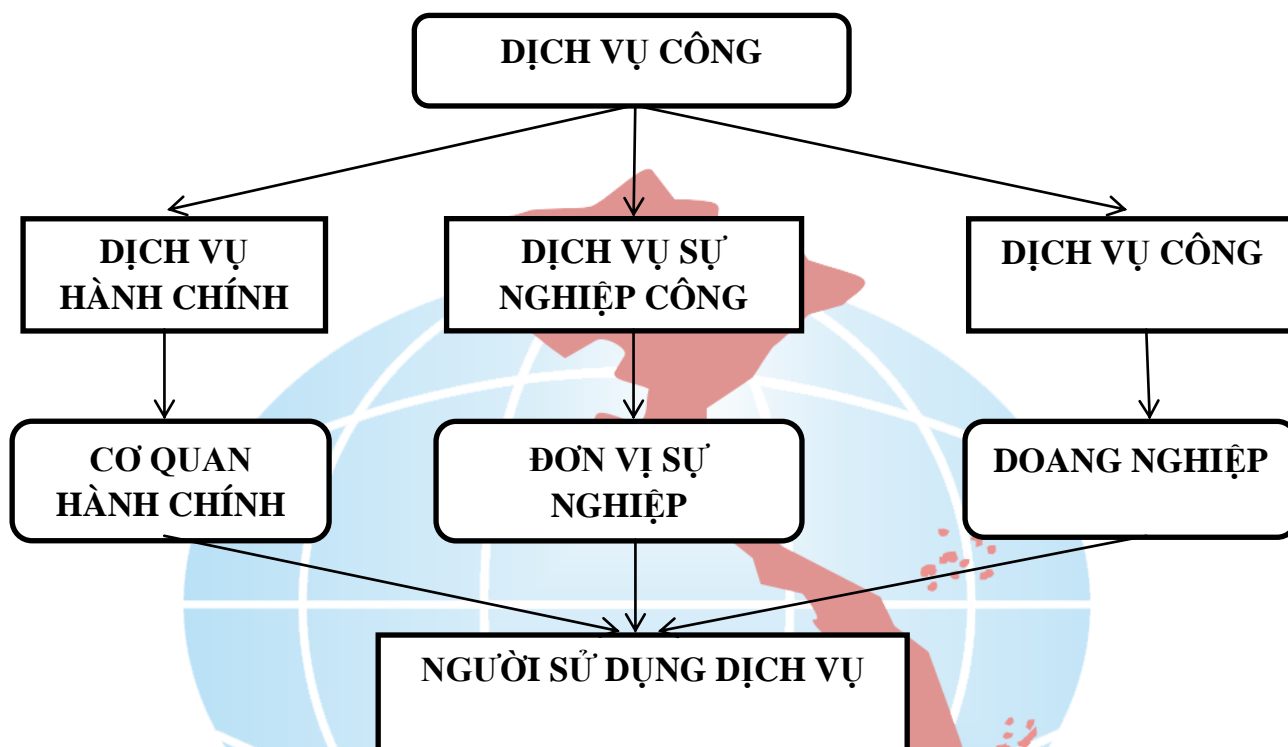 DỊCH VỤ CÔNG
DỊCH VỤ
HÀNH CHÍNH
DỊCH VỤ SỰ
NGHIỆP CÔNG
DỊCH VỤ CÔNG
CƠ QUAN
HÀNH CHÍNH
ĐƠN VỊ SỰ
NGHIỆP
DOANG NGHIỆP
NGƯỜI SỬ DỤNG DỊCH VỤ